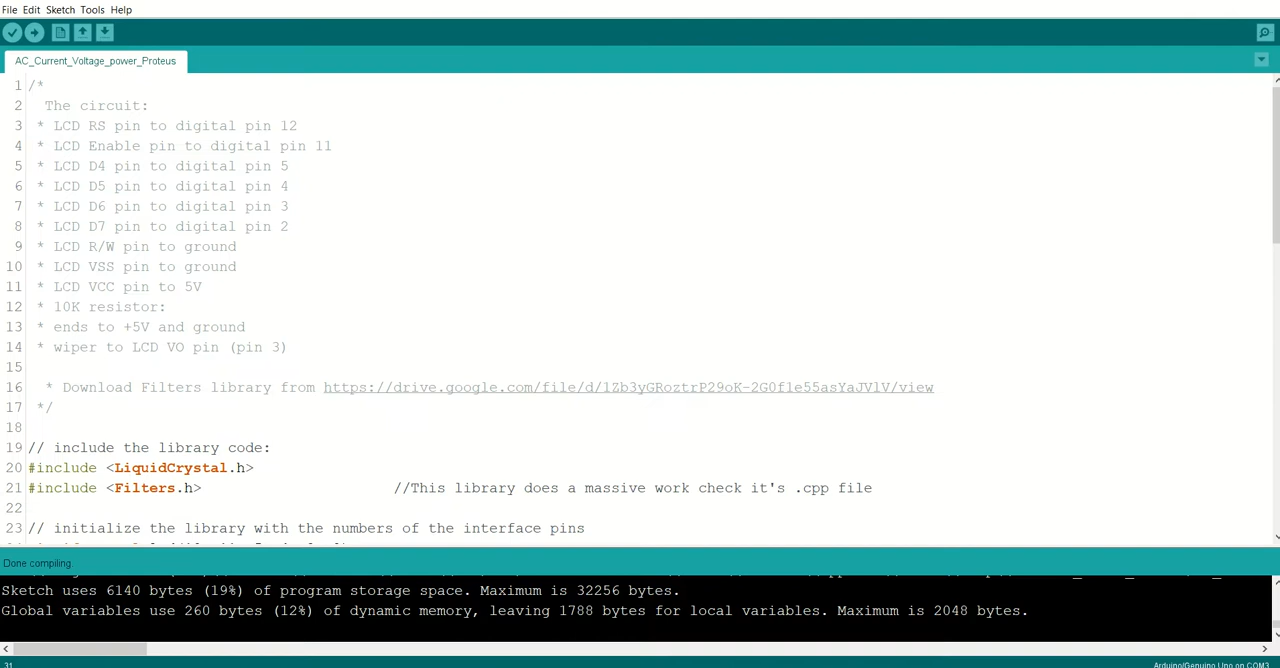 File Edit Sketch Tools Help
AC_Current_Voltage_power_Proteus
1 /*
2 The circuit:
3 * LCD RS pin to digital pin 12
4 * LCD Enable pin to digital pin 11
5 * LCD D4 pin to digital pin 5
6 * LCD D5 pin to digital pin 4
7 * LCD D6 pin to digital pin 3
8 * LCD D7 pin to digital pin 2
9 * LCD R/W pin to ground
10 * LCD VSS pin to ground
11 * LCD VCC pin to 5V
12 * 10K resistor:
13 * ends to +5V and ground
14 * wiper to LCD VO pin (pin 3)
15
16 * Download Filters library from https://drive.google.com/file/d/1Zb3yGRoztrP29oK-2G0f1e55asYaJVlV/view
17 */
18
19 // include the library code:
20 #include <LiquidCrystal.h>
21 #include <Filters.h> //This library does a massive work check it's .cpp file
22
23 // initialize the library with the numbers of the interface pins
Done compiling.
Sketch uses 6140 bytes (19%) of program storage space. Maximum is 32256 bytes.
Global variables use 260 bytes (12%) of dynamic memory, leaving 1788 bytes for local variables. Maximum is 2048 bytes.
31 Arduino/Genuino Uno on COM3